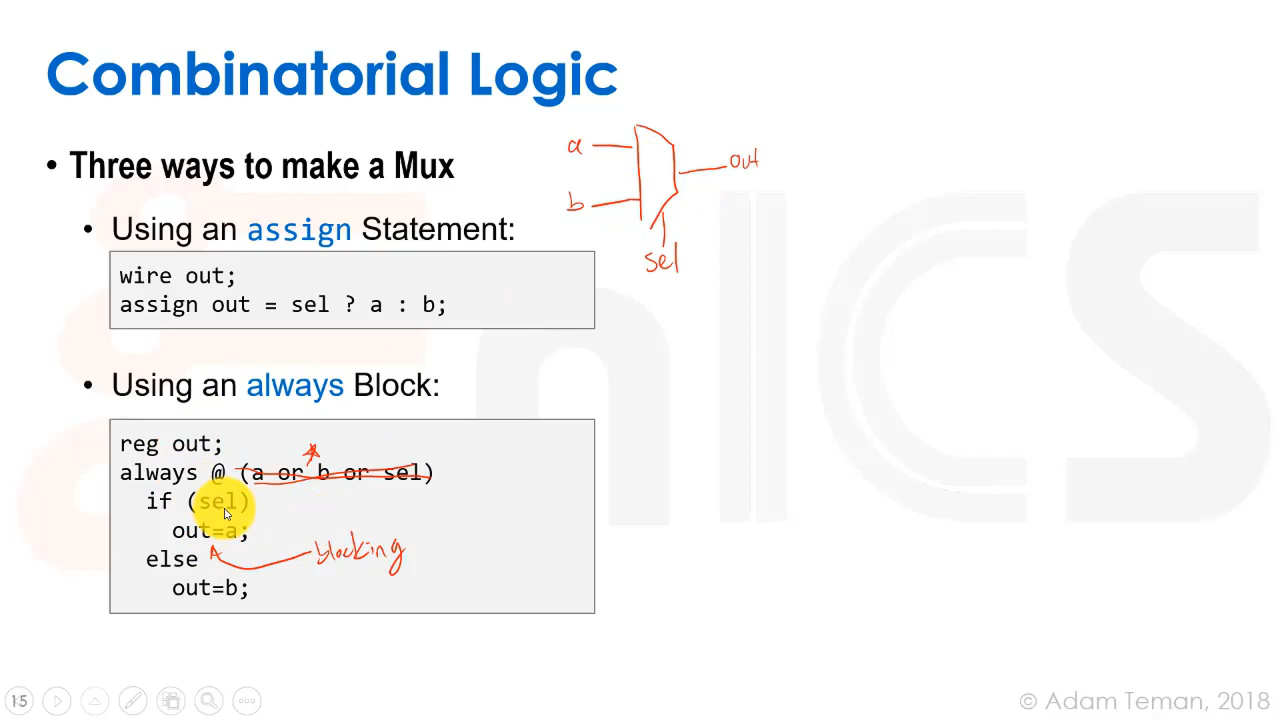 Combinatorial Logic
• Three ways to make a Mux
a
out
b
sel
• Using an assign Statement:
wire out;
assign out = sel ? a : b;
• Using an always Block:
reg out;
*
always @ (a or b or sel)
if (sel)
out=a;
blocking
else
out=b;
nICS
15
© Adam Teman, 2018